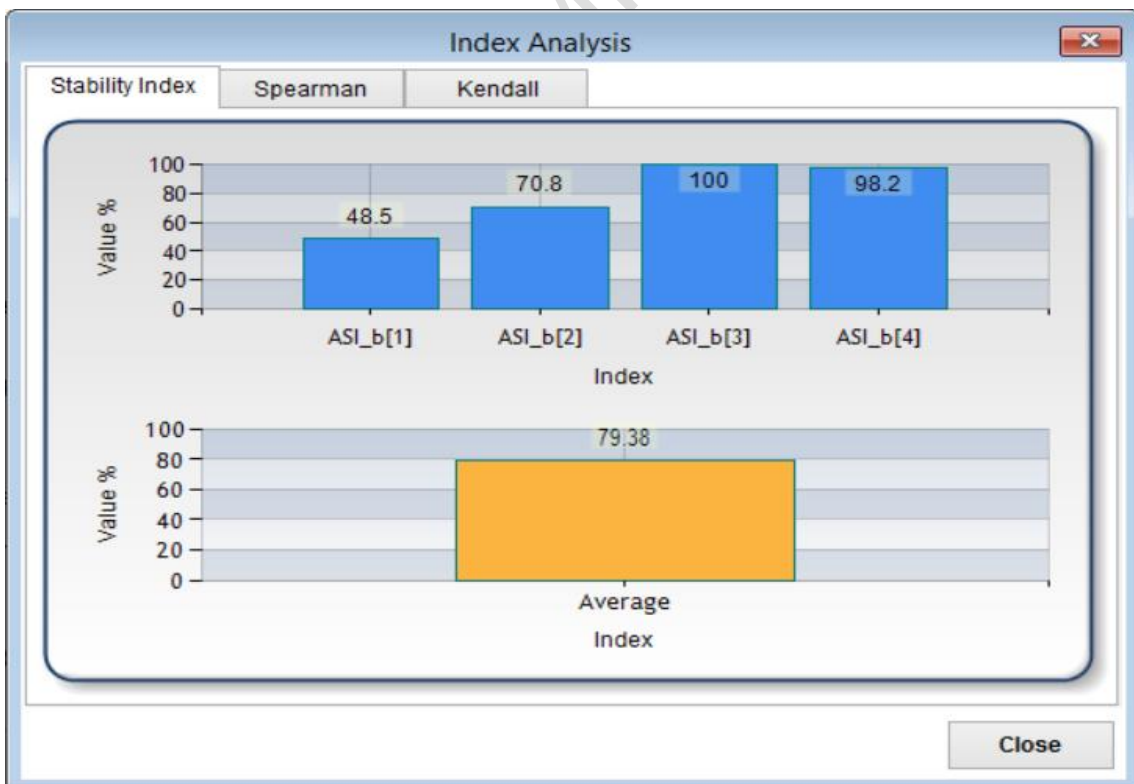 Index Analysis
Stability Index Spearman Kendall
100
80
60
40
20
0
Value %
48.5
70.8
100
98.2
ASI_b[1] ASI_b[2] ASI_b[3] ASI_b[4]
Index
100
80
60
40
20
0
Value %
79.38
Average
Index
Close